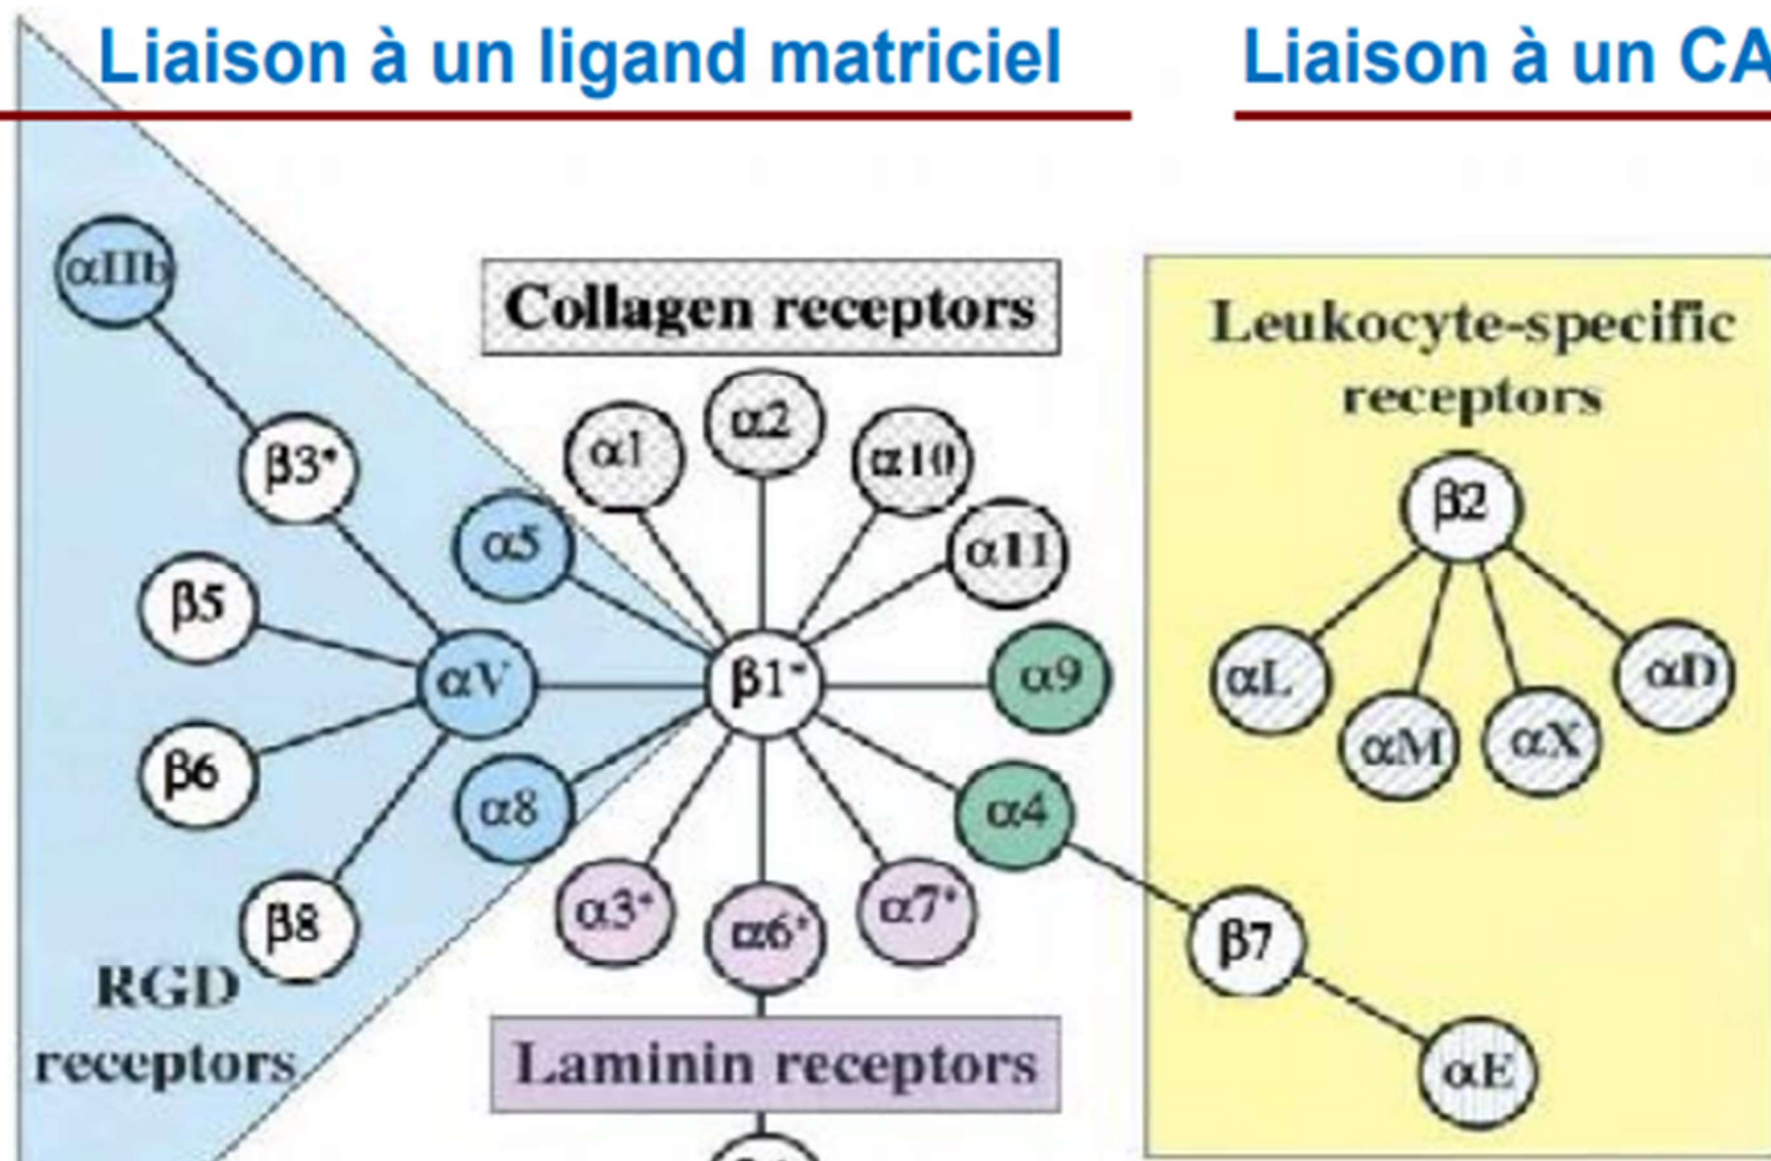 Liaison à un ligand matriciel
Liaison à un CA
αIIb
Collagen receptors
Leukocyte-specific
receptors
α1
α2
α10
α11
β3*
α5
β5
αV
β1*
α9
β2
αL
αM
αX
αD
β6
α8
α4
α3*
α6*
α7*
β8
β7
RGD
receptors
Laminin receptors
αE